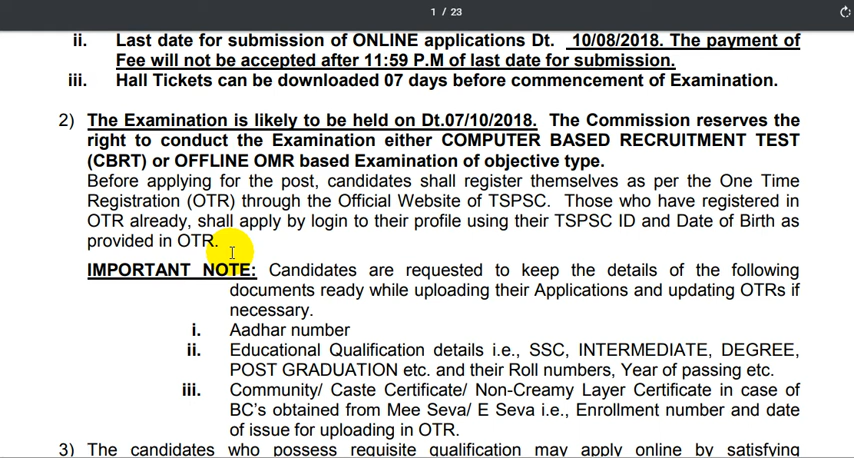 1 / 23
ii. Last date for submission of ONLINE applications Dt. 10/08/2018. The payment of
Fee will not be accepted after 11:59 P.M of last date for submission.
iii. Hall Tickets can be downloaded 07 days before commencement of Examination.
2) The Examination is likely to be held on Dt.07/10/2018. The Commission reserves the
right to conduct the Examination either COMPUTER BASED RECRUITMENT TEST
(CBRT) or OFFLINE OMR based Examination of objective type.
Before applying for the post, candidates shall register themselves as per the One Time
Registration (OTR) through the Official Website of TSPSC. Those who have registered in
OTR already, shall apply by login to their profile using their TSPSC ID and Date of Birth as
provided in OTR.
IMPORTANT NOTE: Candidates are requested to keep the details of the following
documents ready while uploading their Applications and updating OTRs if
necessary.
i. Aadhar number
ii. Educational Qualification details i.e., SSC, INTERMEDIATE, DEGREE,
POST GRADUATION etc. and their Roll numbers, Year of passing etc.
iii. Community/ Caste Certificate/ Non-Creamy Layer Certificate in case of
BC's obtained from Mee Seva/ E Seva i.e., Enrollment number and date
of issue for uploading in OTR.
3) The candidates who possess requisite qualification may apply online by satisfying